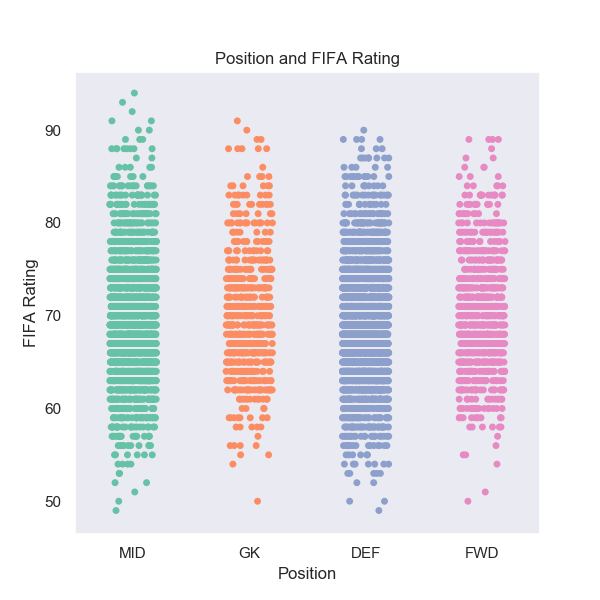 Position and FIFA Rating
90
80
70
60
50
FIFA Rating
MID GK DEF FWD
Position